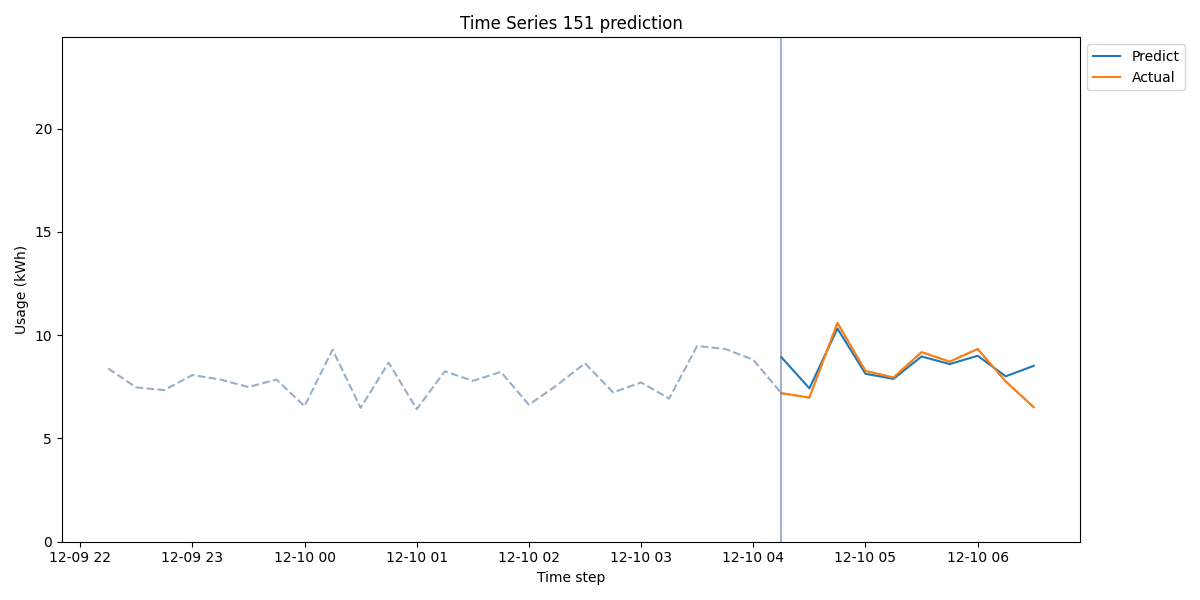 Time Series 151 prediction
Predict
Actual
20
15
10
5
0
Usage (kWh)
12-09 22
12-09 23
12-10 00
12-10 01
12-10 02
12-10 03
12-10 04
12-10 05
12-10 06
Time step